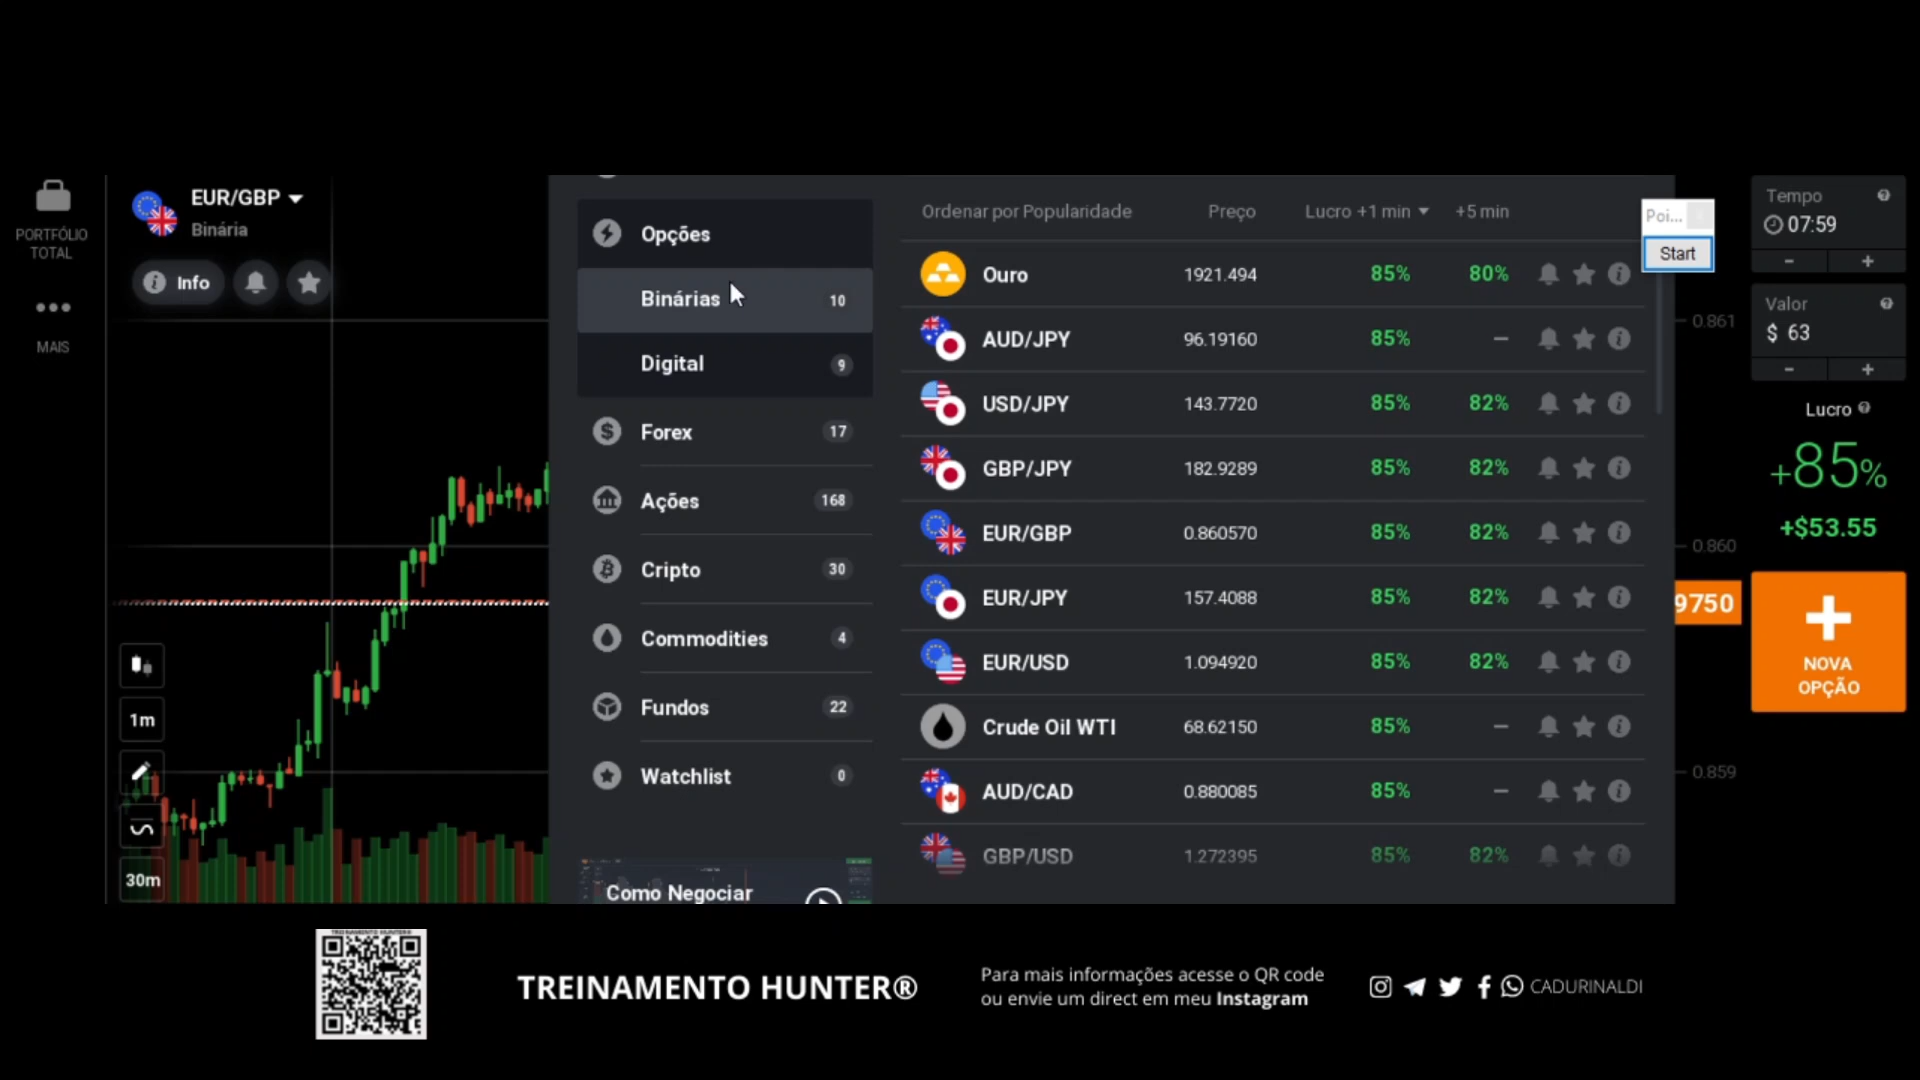 PORTFÓLIO
TOTAL
MAIS
EUR/GBP
Binária
Info
1m
30m
Opções
Binárias 10
Digital 9
Forex 17
Ações 168
Cripto 30
Commodities 4
Fundos 22
Watchlist 0
Como Negociar
Ordenar por Popularidade Preço Lucro +1 min +5 min
Ouro 1921.494 85% 80%
AUD/JPY 96.19160 85% –
USD/JPY 143.7720 85% 82%
GBP/JPY 182.9289 85% 82%
EUR/GBP 0.860570 85% 82%
EUR/JPY 157.4088 85% 82%
EUR/USD 1.094920 85% 82%
Crude Oil WTI 68.62150 85% –
AUD/CAD 0.880085 85% –
GBP/USD 1.272395 85% 82%
Poi...
Start
0.861
0.860
9750
0.859
Tempo
07:59
- +
Valor
$ 63
- +
Lucro
+85%
+$53.55
NOVA
OPÇÃO
TREINAMENTO HUNTER®
Para mais informações acesse o QR code
ou envie um direct em meu Instagram
CADURINALDI